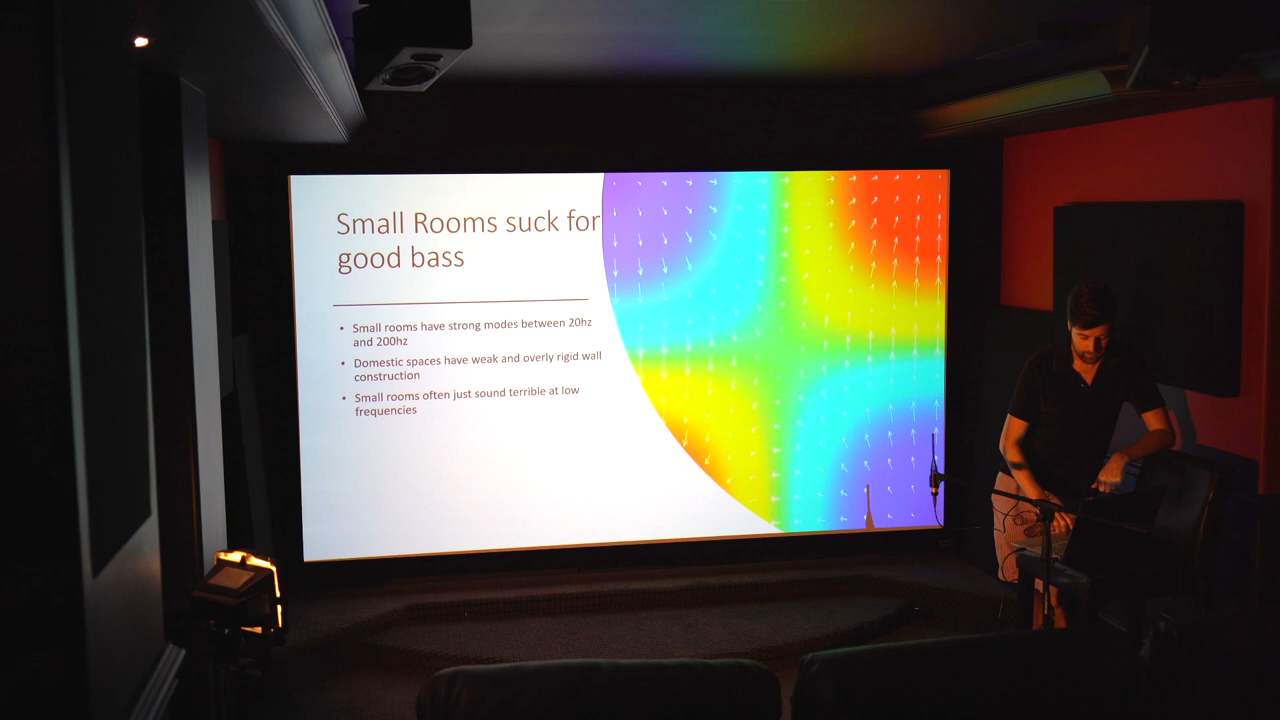 Small Rooms suck for
good bass
• Small rooms have strong modes between 20hz
and 200hz
• Domestic spaces have weak and overly rigid wall
construction
• Small rooms often just sound terrible at low
frequencies